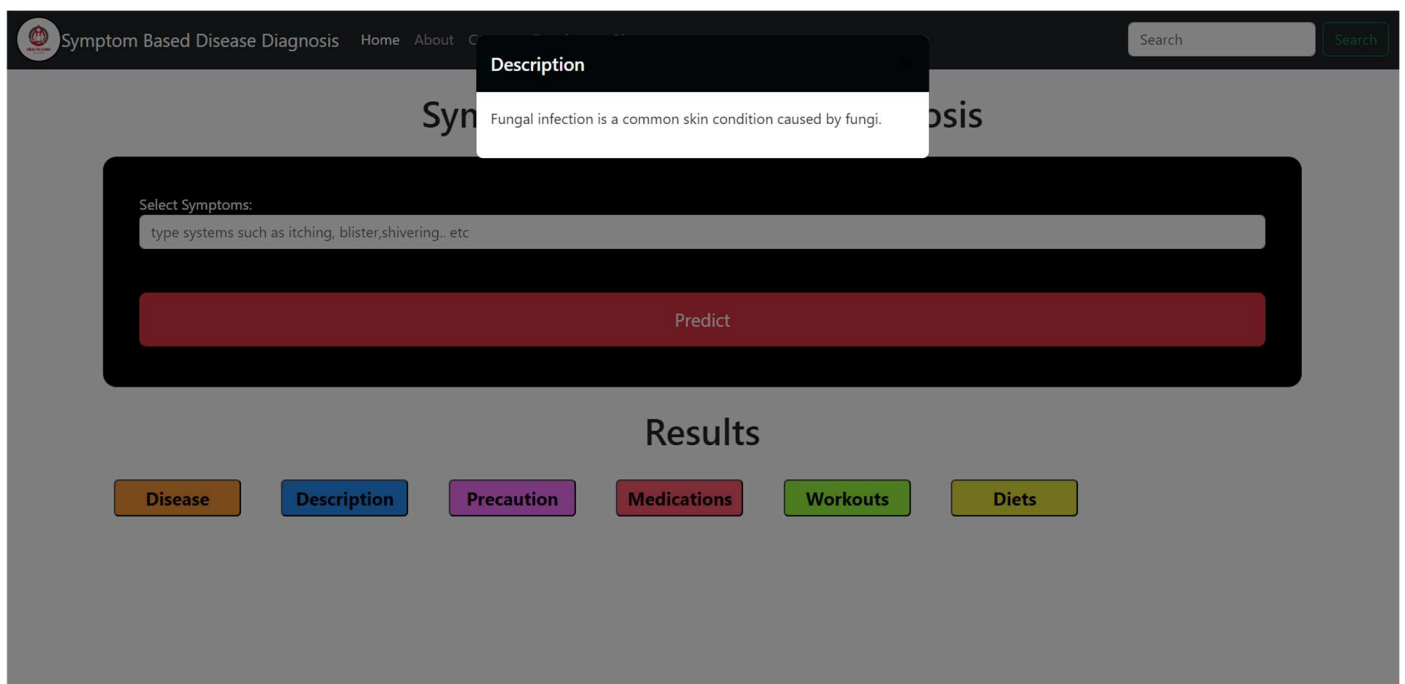 Symptom Based Disease Diagnosis Home About
Search
Search
Description
Fungal infection is a common skin condition caused by fungi.
Select Symptoms:
type systems such as itching, blister,shivering.. etc
Predict
Results
Disease Description Precaution Medications Workouts Diets